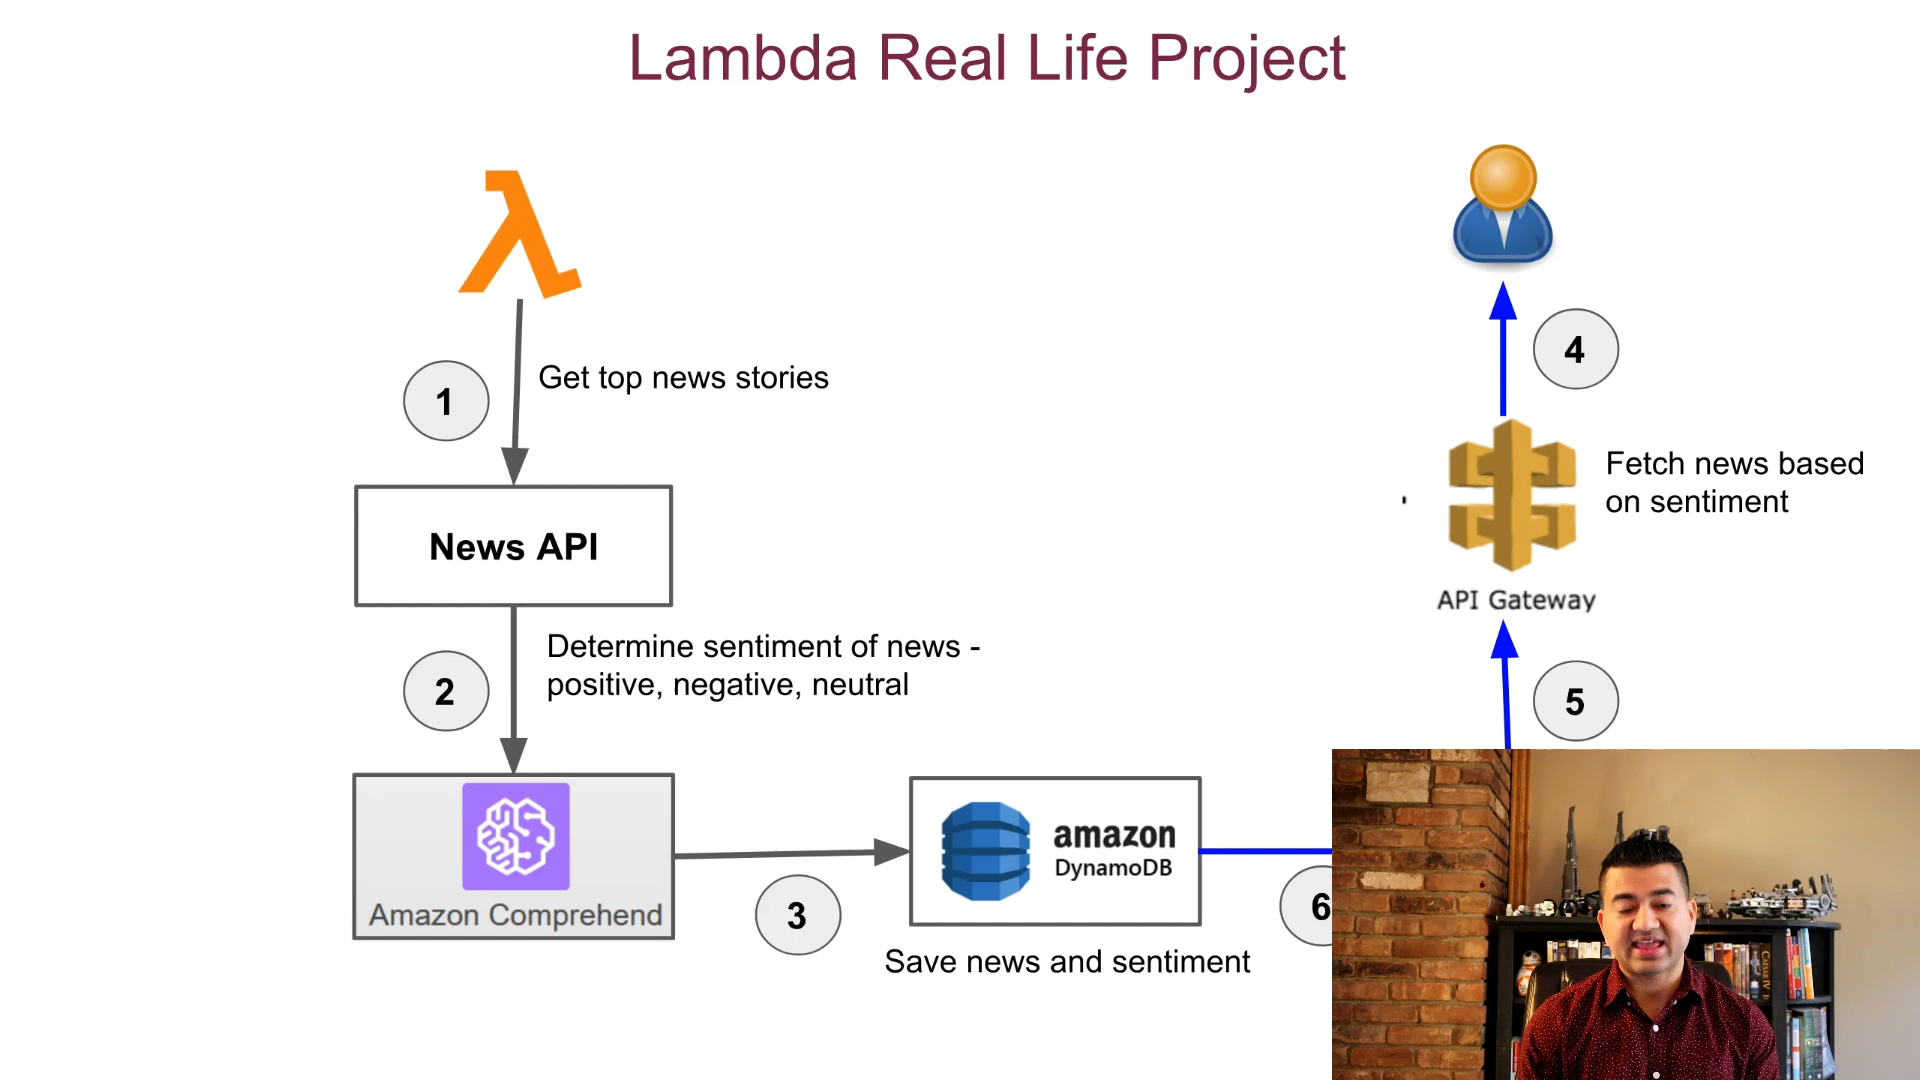 Lambda Real Life Project
1
Get top news stories
News API
2
Determine sentiment of news -
positive, negative, neutral
Amazon Comprehend
3
amazon
DynamoDB
Save news and sentiment
4
Fetch news based
on sentiment
API Gateway
5
6